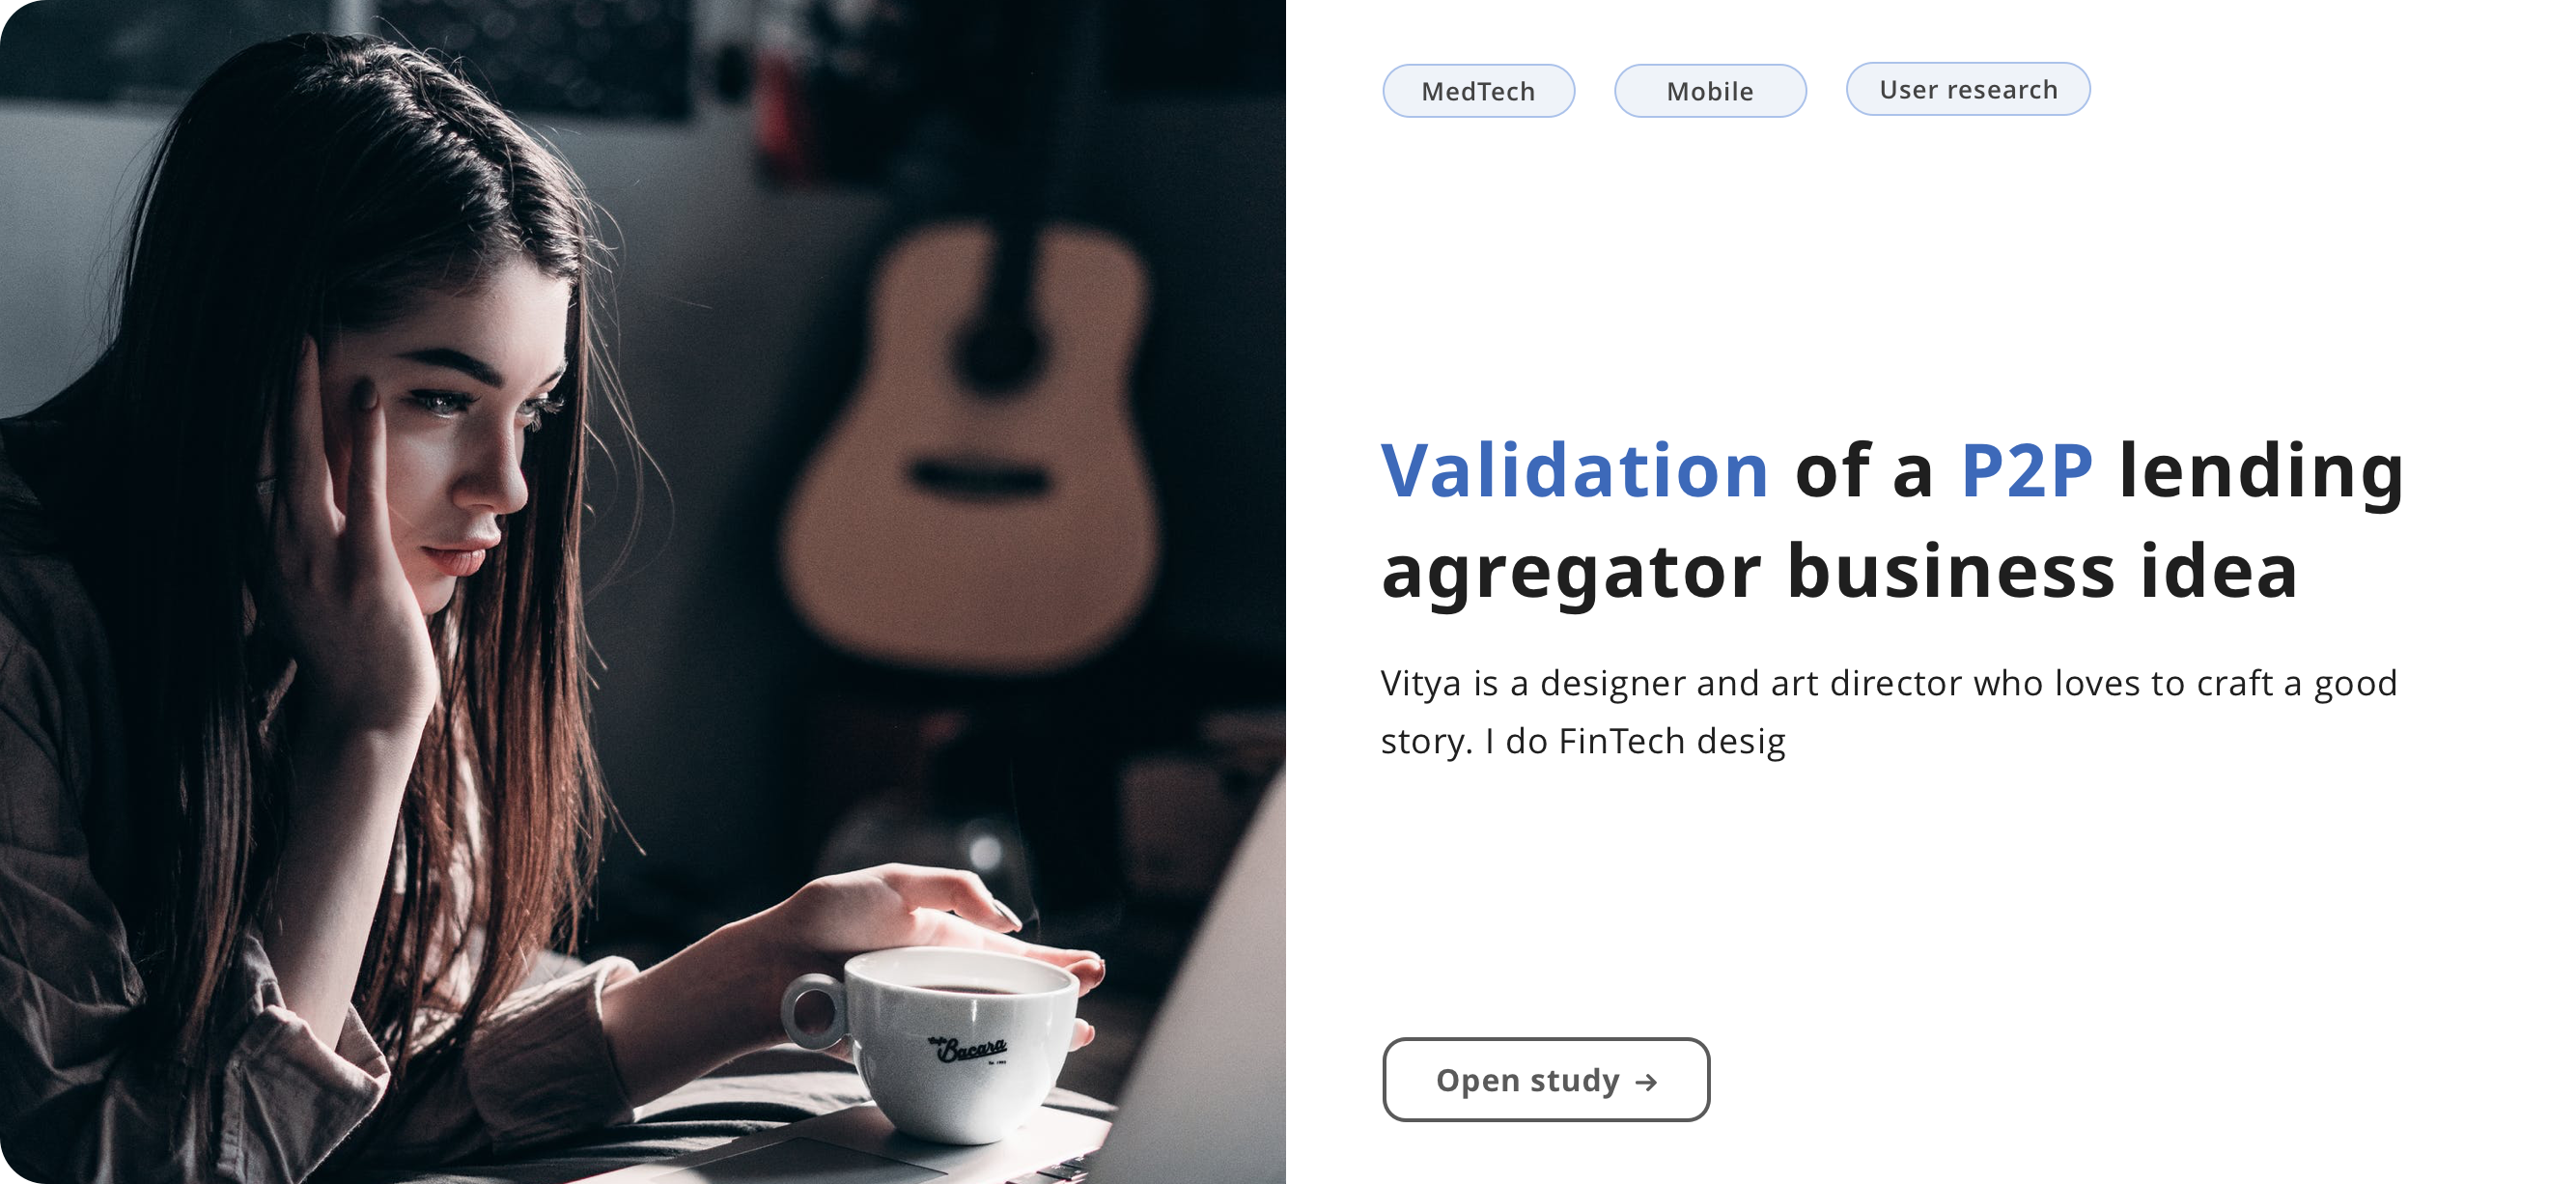 MedTech
Mobile
User research
Validation of a P2P lending
agregator business idea
Vitya is a designer and art director who loves to craft a good
story. I do FinTech desig
Bacara
Open study →